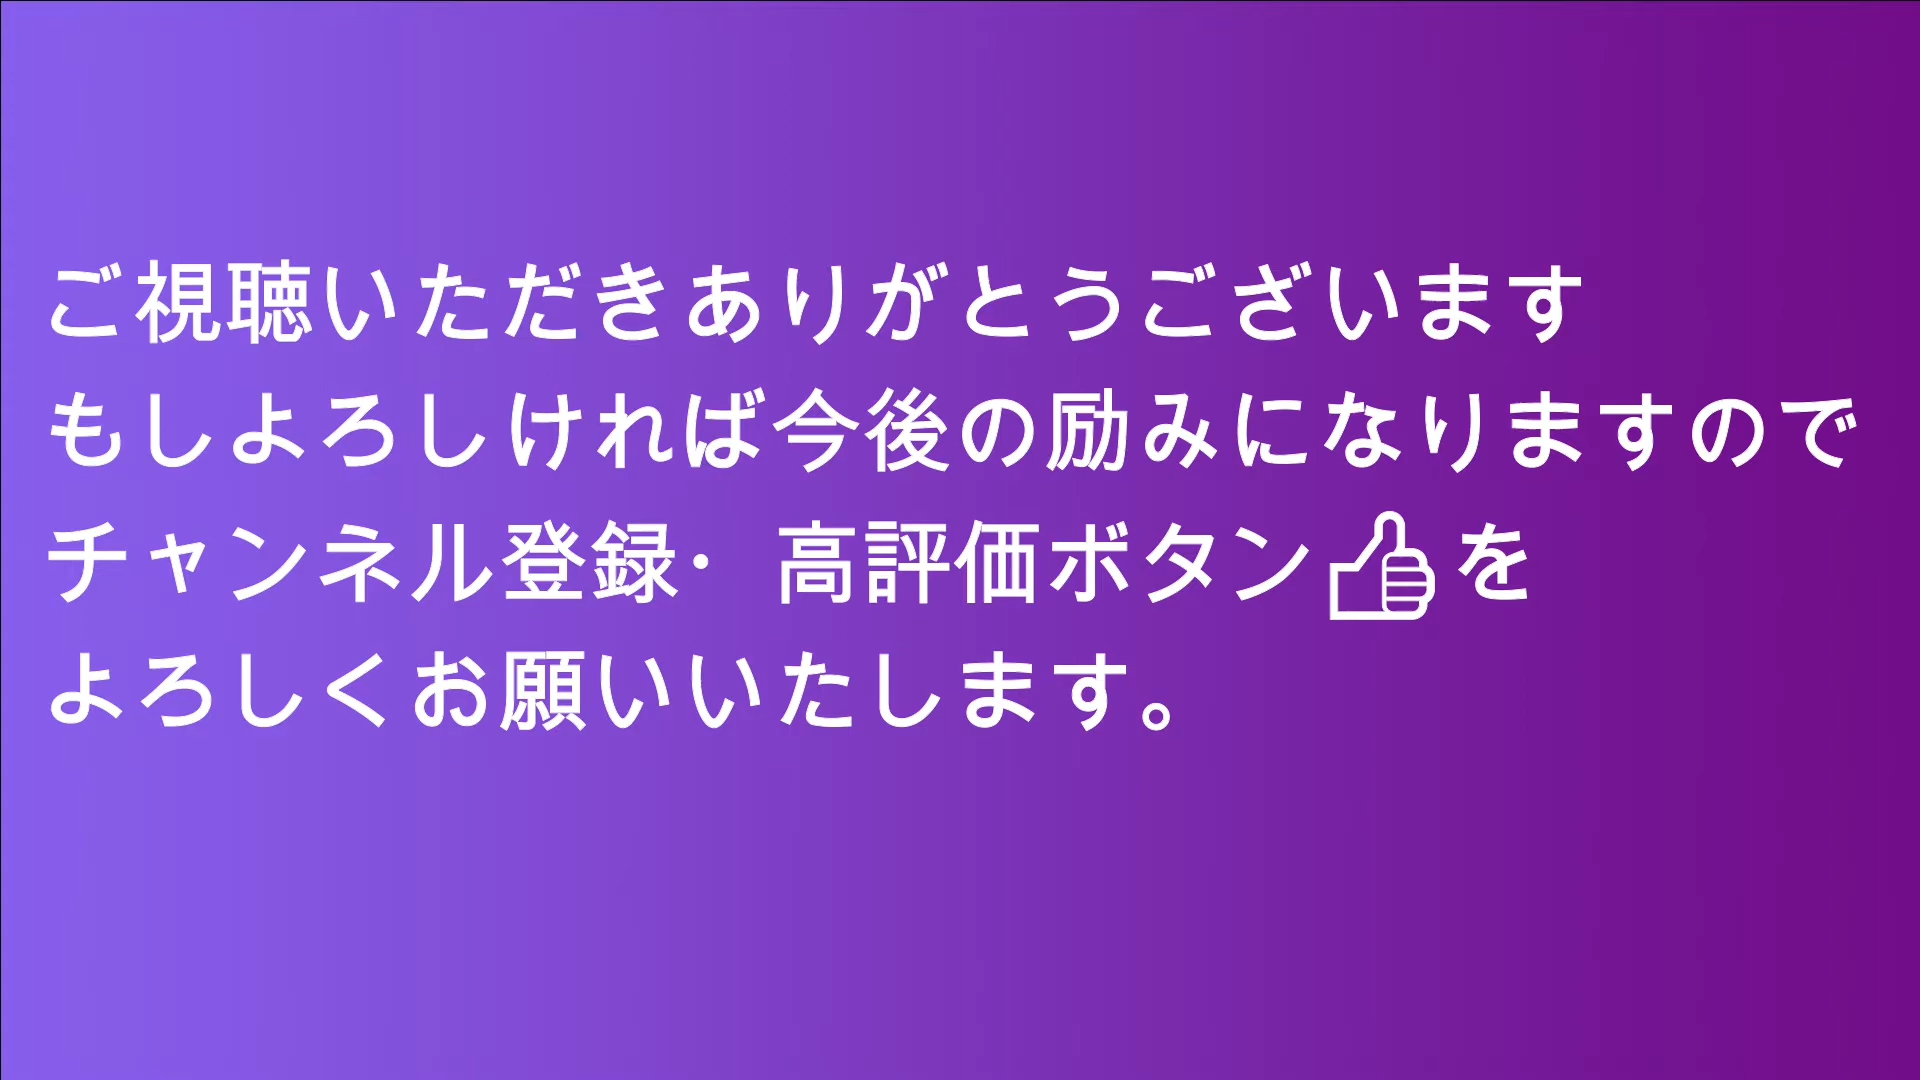 ご視聴いただきありがとうございます
もしよろしければ今後の励みになりますので
チャンネル登録・高評価ボタン👍を
よろしくお願いいたします。